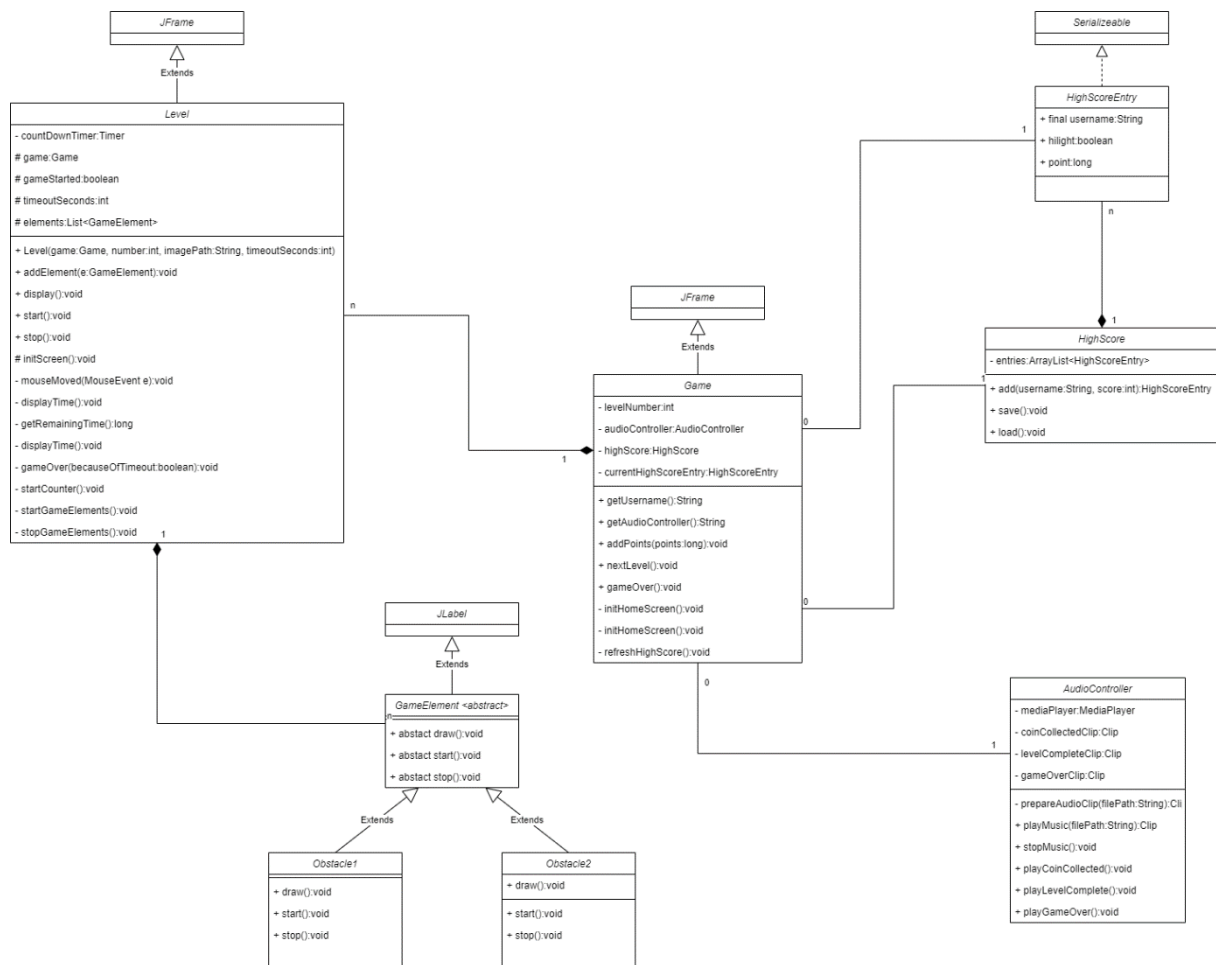 JFrame
Extends
Level
- countDownTimer:Timer
# game:Game
# gameStarted:boolean
# timeoutSeconds:int
# elements:List<GameElement>
+ Level(game:Game, number:int, imagePath:String, timeoutSeconds:int)
+ addElement(e:GameElement):void
+ display():void
+ start():void
+ stop():void
# initScreen():void
- mouseMoved(MouseEvent e):void
- displayTime():void
- getRemainingTime():long
- displayTime():void
- gameOver(becauseOfTimeout:boolean):void
- startCounter():void
- startGameElements():void
- stopGameElements():void
1
n
1
JFrame
Extends
Game
- levelNumber:int
- audioController:AudioController
- highScore:HighScore
- currentHighScoreEntry:HighScoreEntry
+ getUsername():String
+ getAudioController():String
+ addPoints(points:long):void
+ nextLevel():void
+ gameOver():void
- initHomeScreen():void
- initHomeScreen():void
- refreshHighScore():void
0
1
0
1
0
1
Serializeable
HighScoreEntry
+ final username:String
+ hilight:boolean
+ point:long
n
1
HighScore
- entries:ArrayList<HighScoreEntry>
+ add(username:String, score:int):HighScoreEntry
+ save():void
+ load():void
JLabel
Extends
GameElement <abstract>
n
+ abstact draw():void
+ abstact start():void
+ abstact stop():void
Extends
Extends
Obstacle1
+ draw():void
+ start():void
+ stop():void
Obstacle2
+ draw():void
+ start():void
+ stop():void
AudioController
- mediaPlayer:MediaPlayer
- coinCollectedClip:Clip
- levelCompleteClip:Clip
- gameOverClip:Clip
- prepareAudioClip(filePath:String):Cli
+ playMusic(filePath:String):Clip
+ stopMusic():void
+ playCoinCollected():void
+ playLevelComplete():void
+ playGameOver():void